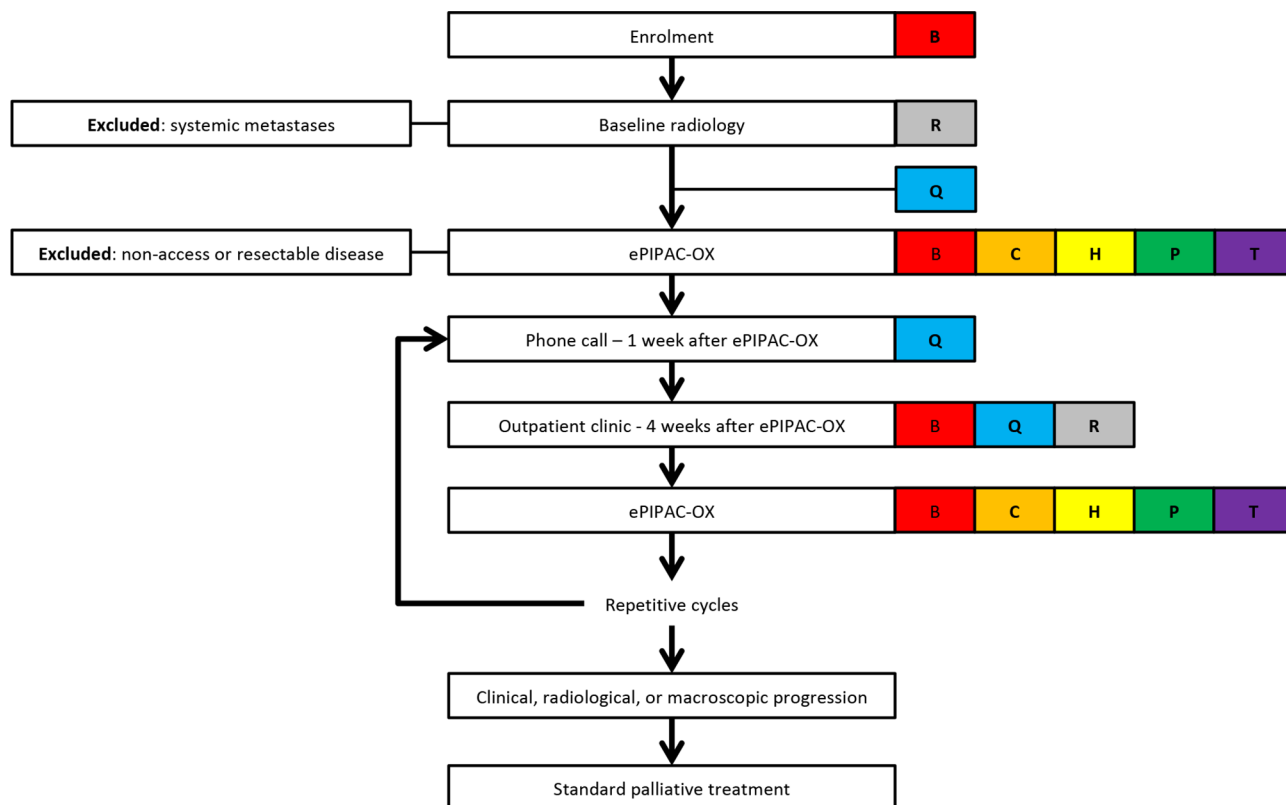 Enrolment B
Excluded: systemic metastases Baseline radiology R
Q
Excluded: non-access or resectable disease ePIPAC-OX B C H P T
Phone call – 1 week after ePIPAC-OX Q
Outpatient clinic - 4 weeks after ePIPAC-OX B Q R
ePIPAC-OX B C H P T
Repetitive cycles
Clinical, radiological, or macroscopic progression
Standard palliative treatment